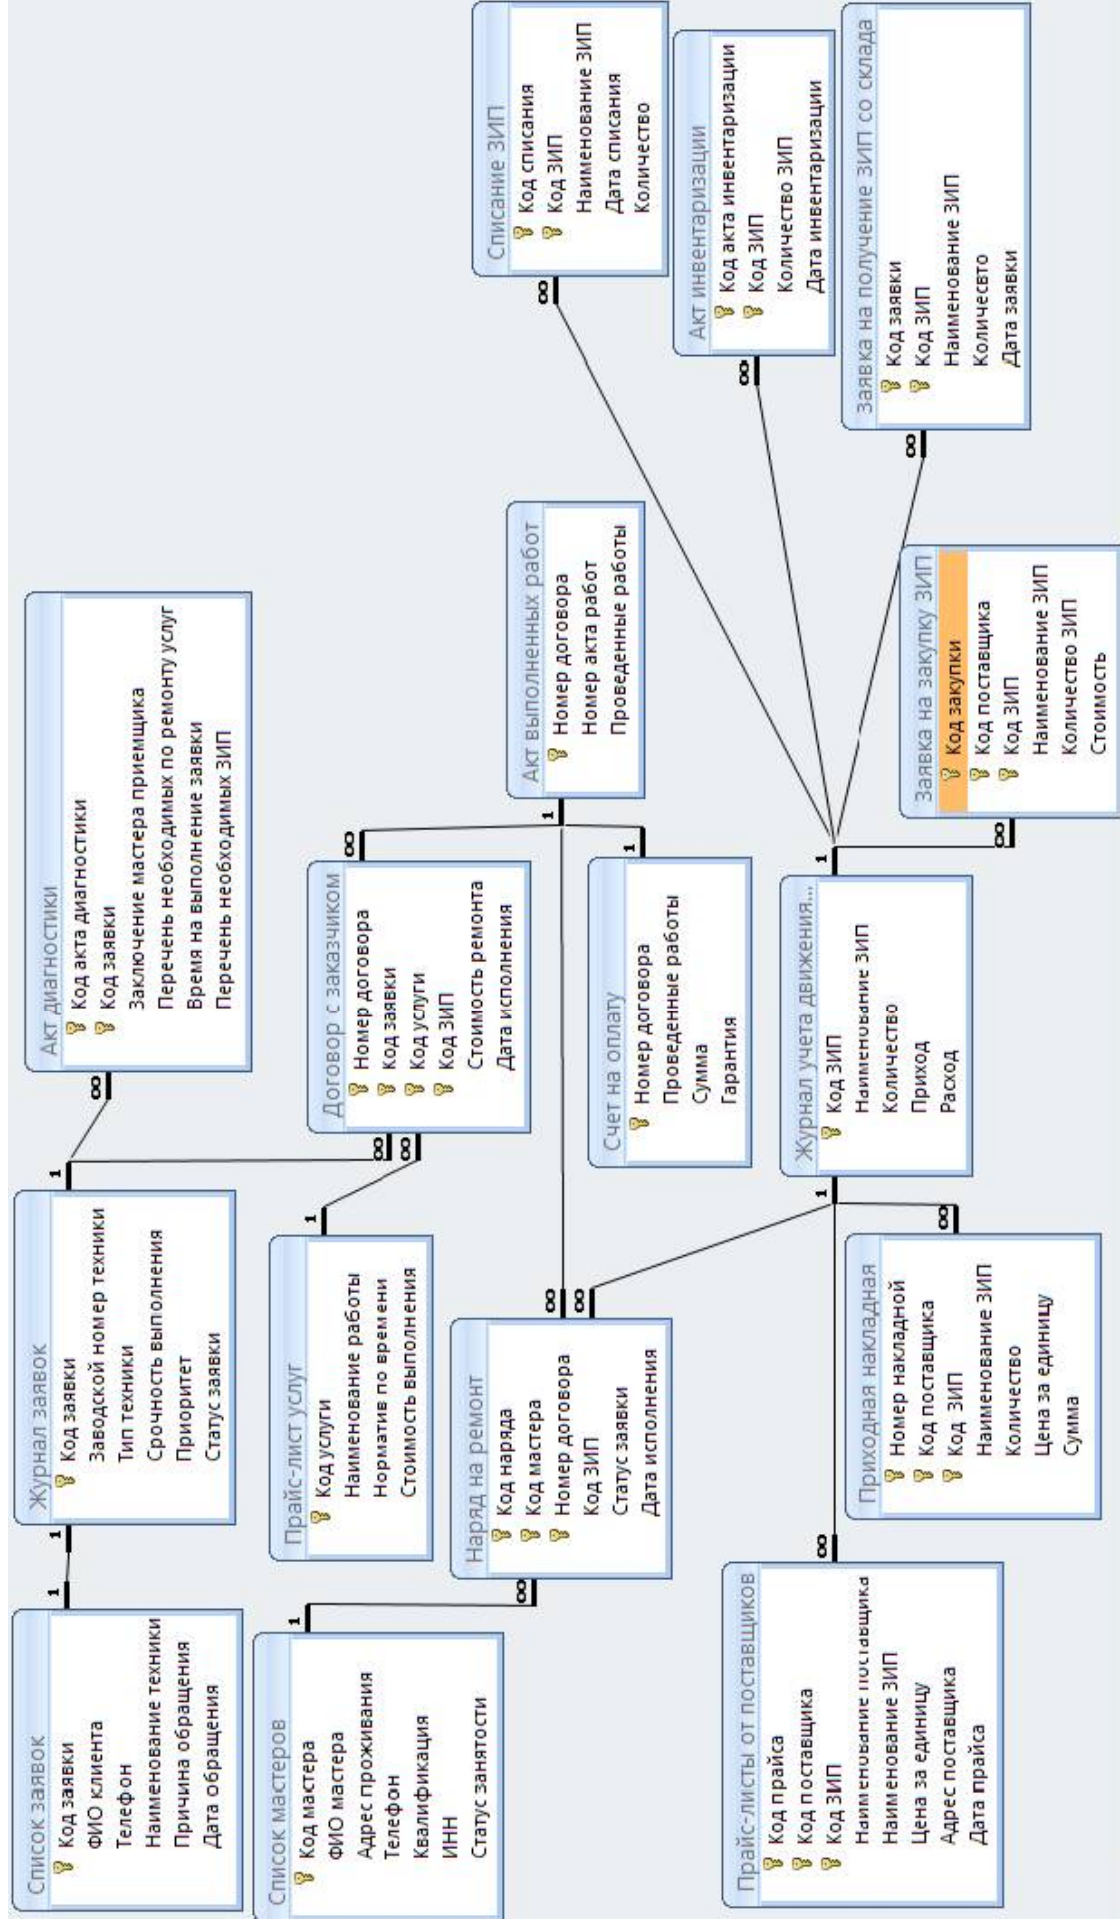 Список заявок
Код заявки
ФИО клиента
Телефон
Наименование техники
Причина обращения
Дата обращения
1
1
Журнал заявок
Код заявки
Заводской номер техники
Тип техники
Срочность выполнения
Приоритет
Статус заявки
1
∞
Акт диагностики
Код акта диагностики
Код заявки
Заключение мастера приемщика
Перечень необходимых по ремонту услуг
Время на выполнение заявки
Перечень необходимых ЗИП
Список мастеров
Код мастера
ФИО мастера
Адрес проживания
Телефон
Квалификация
ИНН
Статус занятости
1
∞
Прайс-лист услуг
Код услуги
Наименование работы
Норматив по времени
Стоимость выполнения
1
∞
∞
Договор с заказчиком
Номер договора
Код заявки
Код услуги
Код ЗИП
Стоимость ремонта
Дата исполнения
∞
Наряд на ремонт
Код наряда
Код мастера
Номер договора
Код ЗИП
Статус заявки
Дата исполнения
∞
∞
Счет на оплату
Номер договора
Проведенные работы
Сумма
Гарантия
1
1
Акт выполненных работ
Номер договора
Номер акта работ
Проведенные работы
Списание ЗИП
Код списания
Код ЗИП
Наименование ЗИП
Дата списания
Количество
∞
Акт инвентаризации
Код акта инвентаризации
Код ЗИП
Количество ЗИП
Дата инвентаризации
∞
Заявка на получение ЗИП со склада
Код заявки
Код ЗИП
Наименование ЗИП
Количесвто
Дата заявки
∞
Прайс-листы от поставщиков
Код прайса
Код поставщика
Код ЗИП
Наименование поставщика
Наименование ЗИП
Цена за единицу
Адрес поставщика
Дата прайса
∞
Приходная накладная
Номер накладной
Код поставщика
Код ЗИП
Наименование ЗИП
Количество
Цена за единицу
Сумма
∞
1
Журнал учета движения...
Код ЗИП
Наименование ЗИП
Количество
Приход
Расход
1
∞
Заявка на закупку ЗИП
Код закупки
Код поставщика
Код ЗИП
Наименование ЗИП
Количество ЗИП
Стоимость